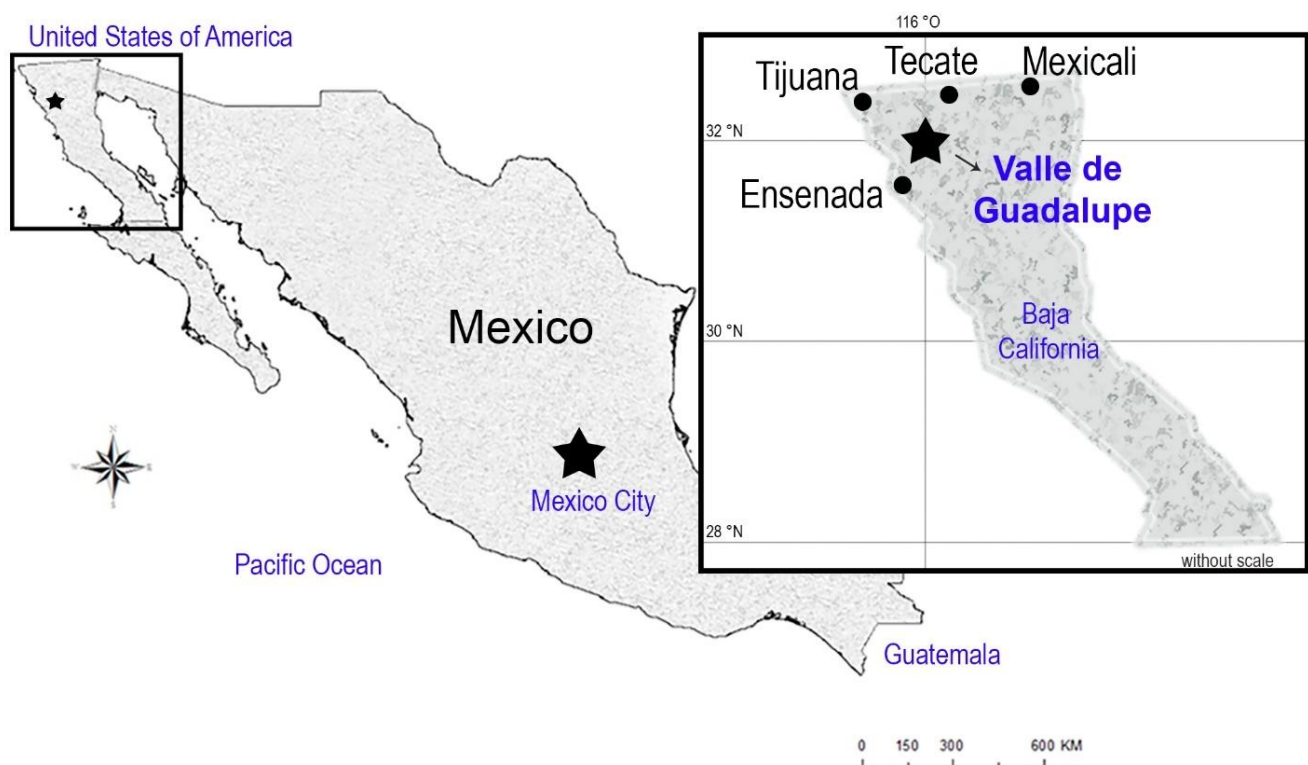 United States of America
Mexico
Mexico City
Pacific Ocean
Guatemala
116 °O
Tijuana
Tecate
Mexicali
32 °N
Valle de
Guadalupe
Ensenada
30 °N
Baja
California
28 °N
without scale
0 150 300 600 KM